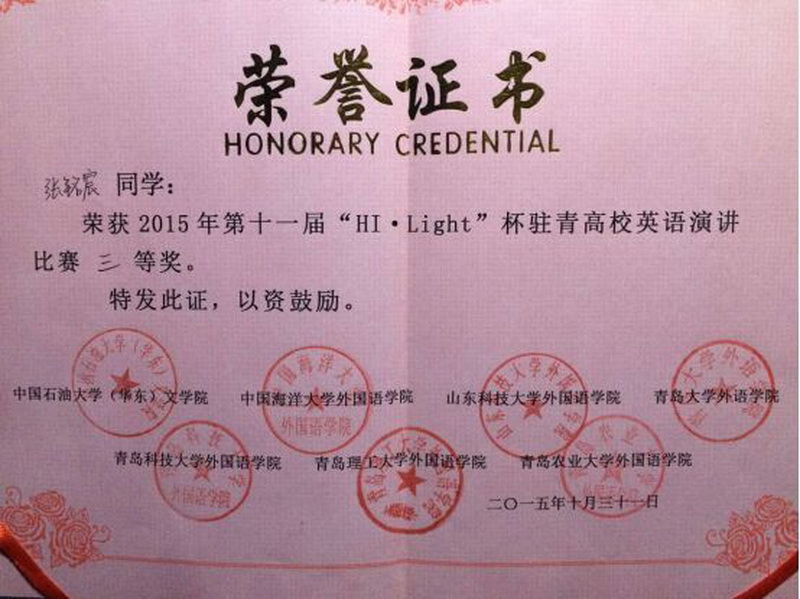 荣誉证书
HONORARY CREDENTIAL
张铭宸 同学：
荣获2015年第十一届“HI·Light”杯驻青高校英语演讲
比赛 三 等奖。
特发此证，以资鼓励。
中国石油大学（华东）文学院 中国海洋大学外国语学院 山东科技大学外国语学院 青岛大学外语学院
青岛科技大学外国语学院 青岛理工大学外国语学院 青岛农业大学外国语学院
二〇一五年十月三十一日